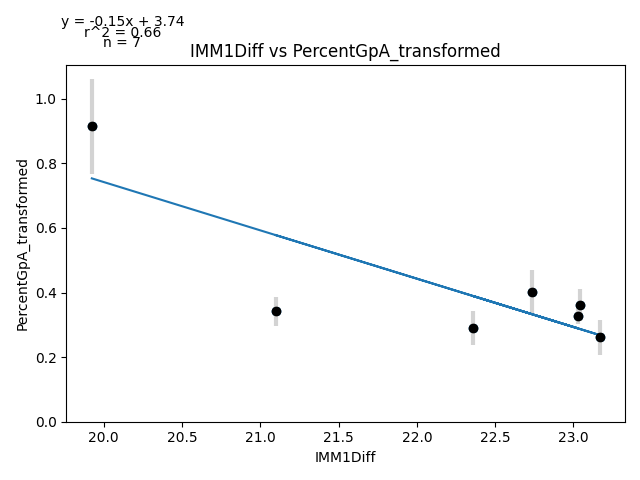 y = -0.15x + 3.74
r^2 = 0.66
n = 7
IMM1Diff vs PercentGpA_transformed
1.0
0.8
0.6
0.4
0.2
0.0
PercentGpA_transformed
20.0 20.5 21.0 21.5 22.0 22.5 23.0
IMM1Diff